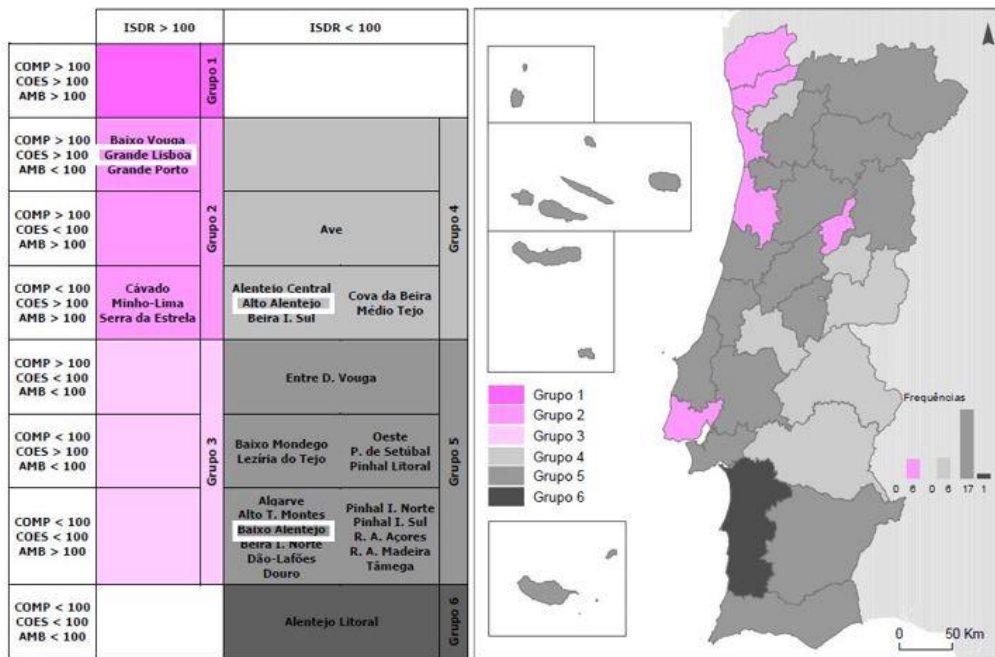 ISDR > 100
ISDR < 100
COMP > 100
COES > 100
AMB > 100
Grupo 1
COMP > 100
COES > 100
AMB < 100
Baixo Vouga
Grande Lisboa
Grande Porto
Grupo 2
Grupo 4
COMP > 100
COES < 100
AMB > 100
Ave
COMP < 100
COES > 100
AMB > 100
Cávado
Minho-Lima
Serra da Estrela
Alentejo Central
Alto Alentejo
Beira I. Sul
Cova da Beira
Médio Tejo
COMP > 100
COES < 100
AMB < 100
Grupo 3
Entre D. Vouga
Grupo 5
COMP < 100
COES > 100
AMB < 100
Baixo Mondego
Lezíria do Tejo
Oeste
P. de Setúbal
Pinhal Litoral
COMP < 100
COES < 100
AMB > 100
Algarve
Alto T. Montes
Baixo Alentejo
Beira I. Norte
Dão-Lafões
Douro
Pinhal I. Norte
Pinhal I. Sul
R. A. Açores
R. A. Madeira
Tâmega
COMP < 100
COES < 100
AMB < 100
Alentejo Litoral
Grupo 6
Grupo 1
Grupo 2
Grupo 3
Grupo 4
Grupo 5
Grupo 6
Frequências
0 6 0 6 17 1
0 50 Km